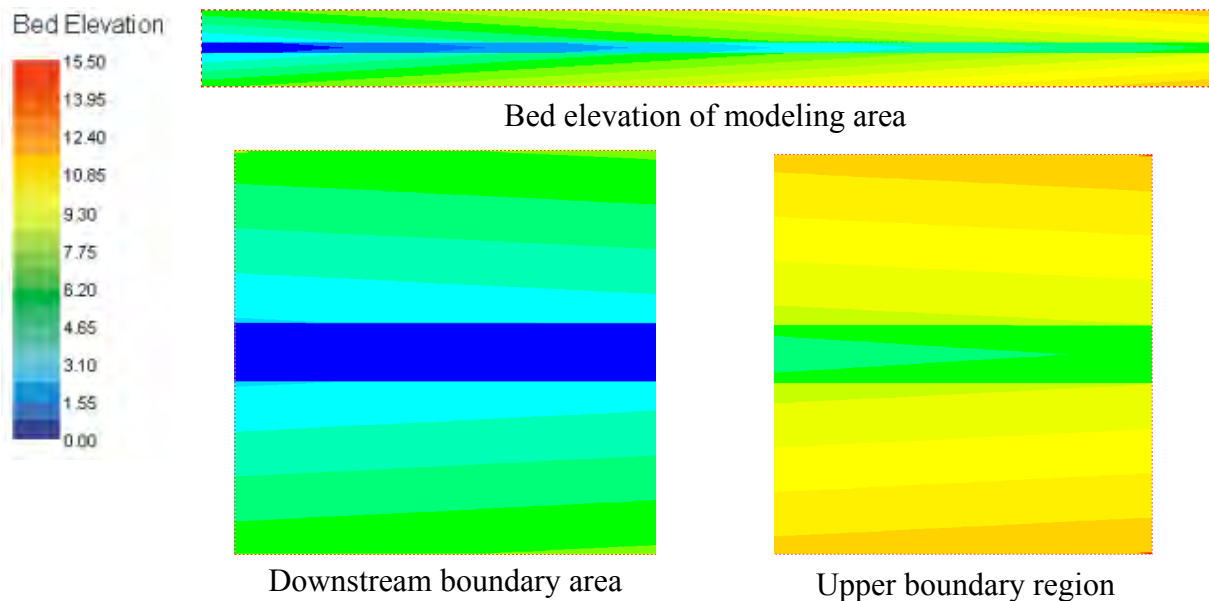 Bed Elevation
15.50
13.95
12.40
10.85
9.30
7.75
6.20
4.65
3.10
1.55
0.00
Bed elevation of modeling area
Downstream boundary area
Upper boundary region